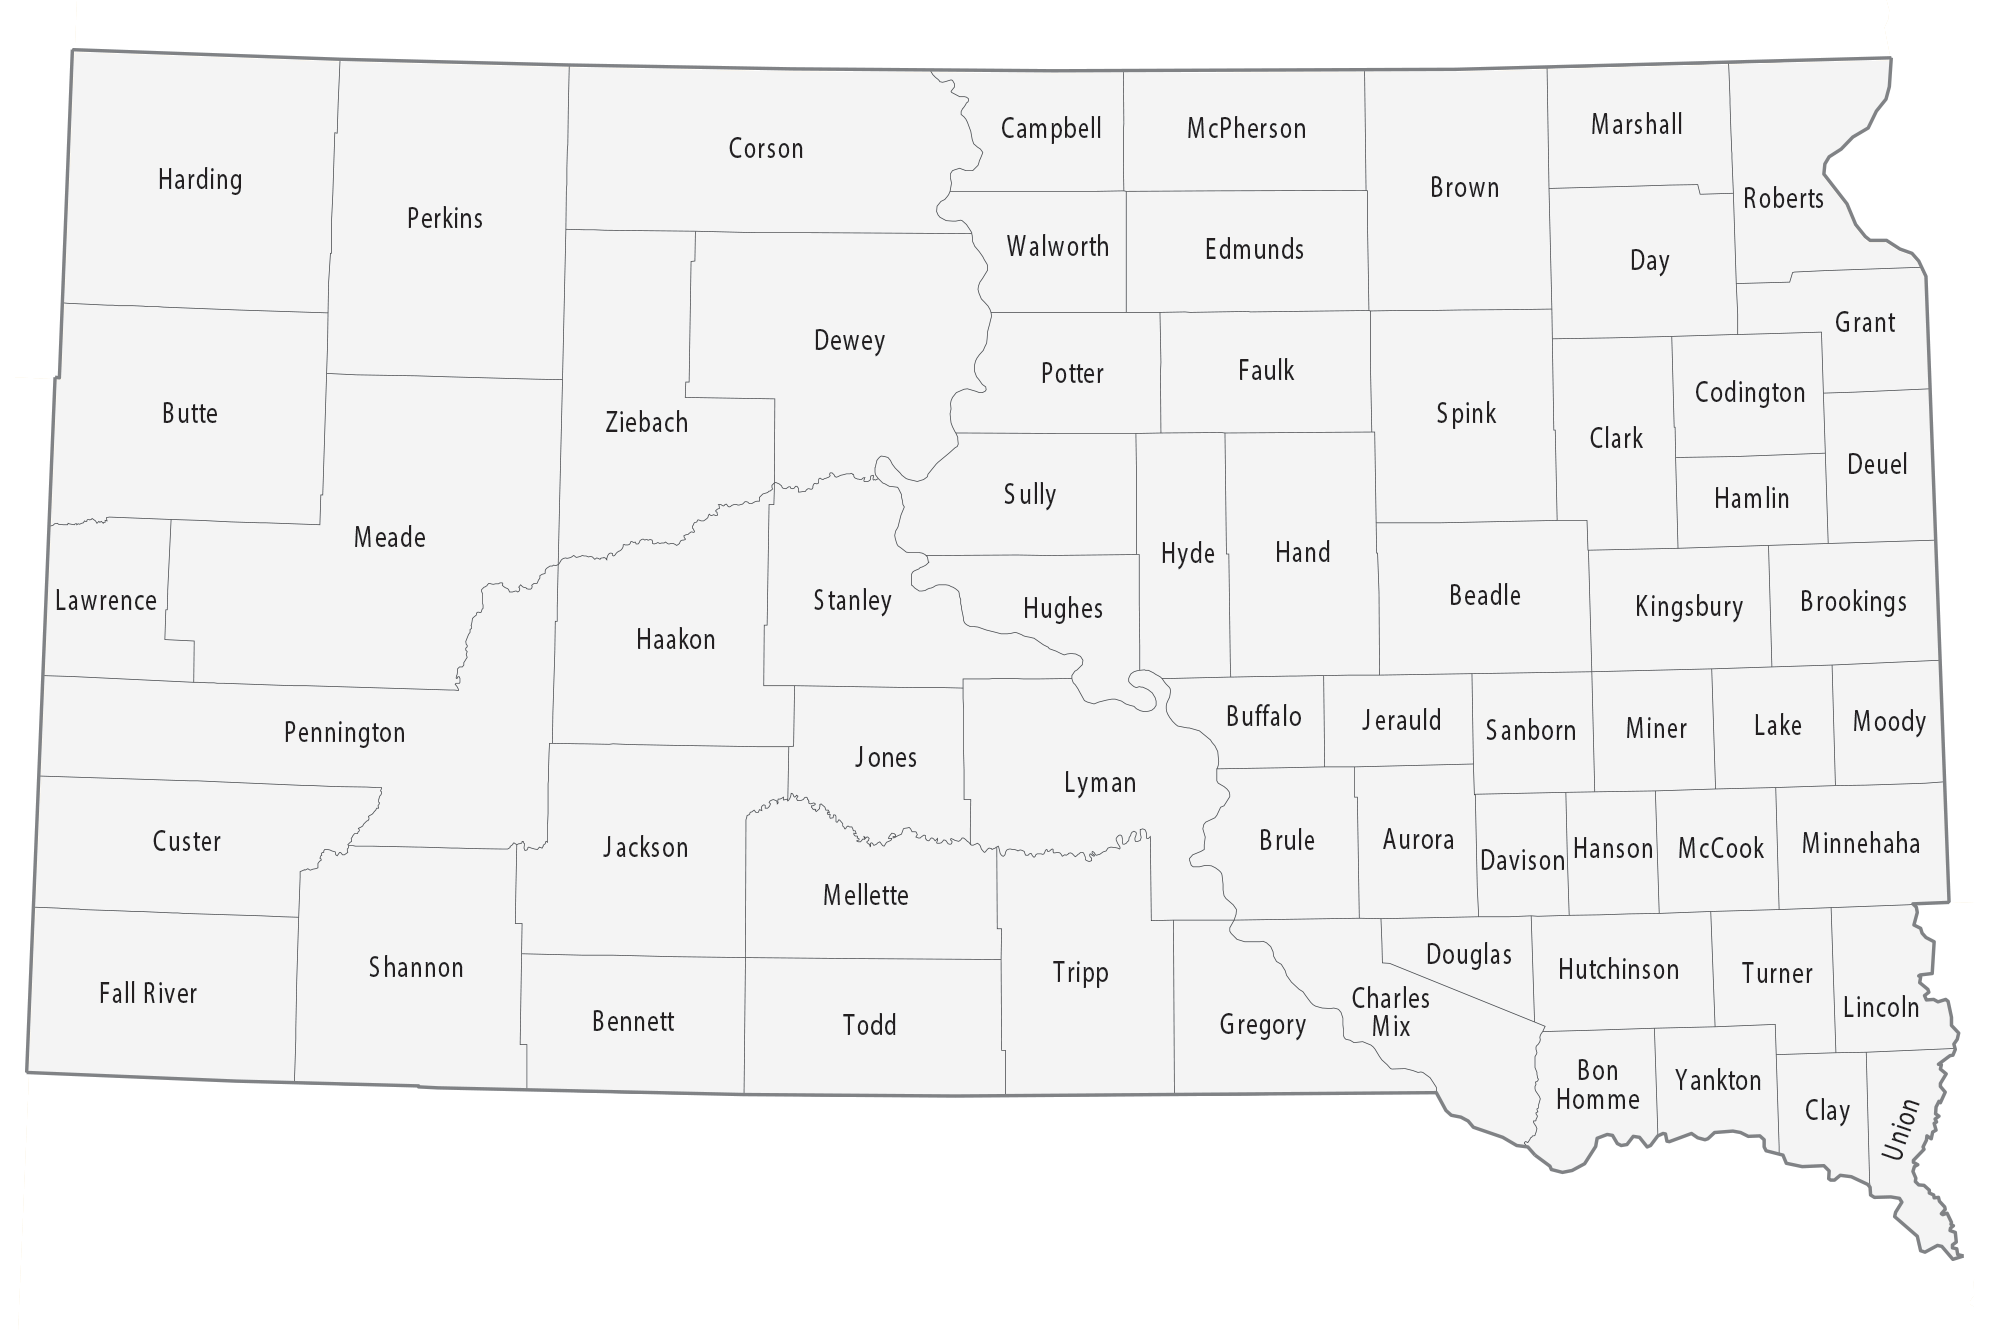 Harding
Perkins
Corson
Campbell
McPherson
Brown
Marshall
Roberts
Walworth
Edmunds
Day
Grant
Butte
Meade
Ziebach
Dewey
Potter
Faulk
Spink
Clark
Codington
Hamlin
Deuel
Lawrence
Haakon
Stanley
Sully
Hughes
Hyde
Hand
Beadle
Kingsbury
Brookings
Pennington
Jones
Lyman
Buffalo
Jerauld
Sanborn
Miner
Lake
Moody
Custer
Jackson
Mellette
Brule
Aurora
Davison
Hanson
McCook
Minnehaha
Fall River
Shannon
Bennett
Todd
Tripp
Gregory
Charles
Mix
Douglas
Hutchinson
Turner
Lincoln
Bon
Homme
Yankton
Clay
Union